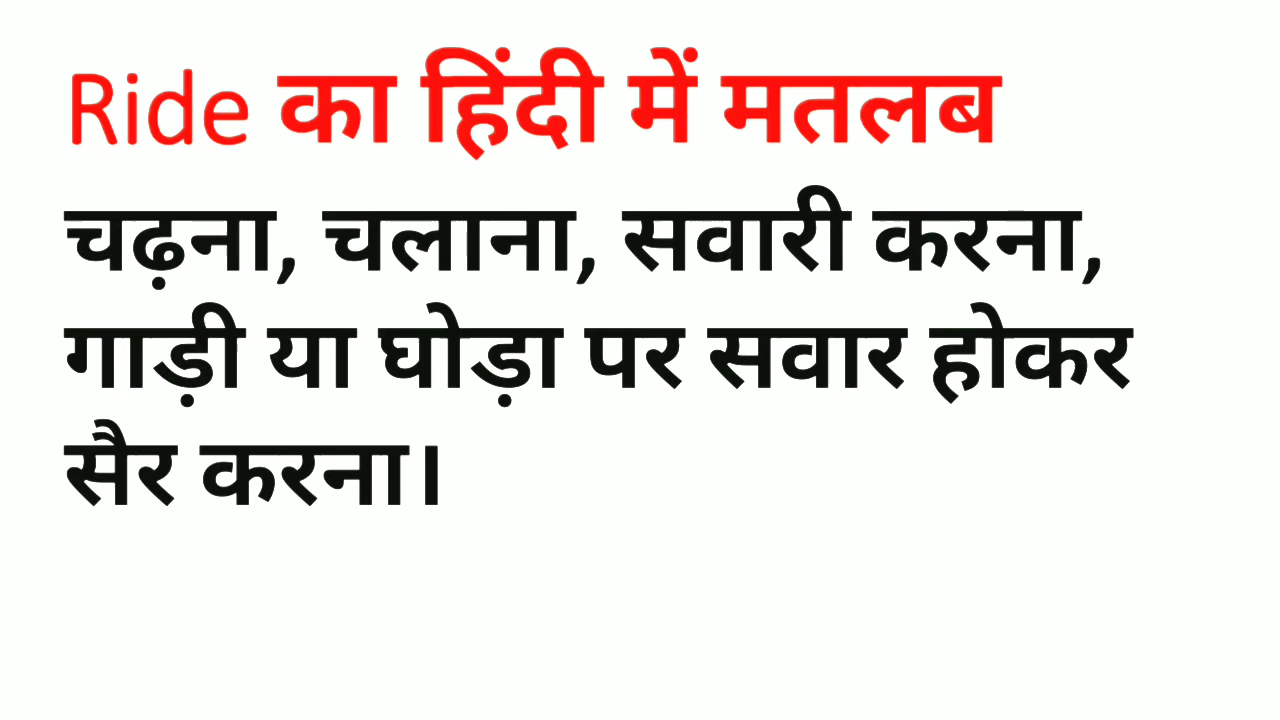 Ride का हिंदी में मतलब
चढ़ना, चलाना, सवारी करना,
गाड़ी या घोड़ा पर सवार होकर
सैर करना।